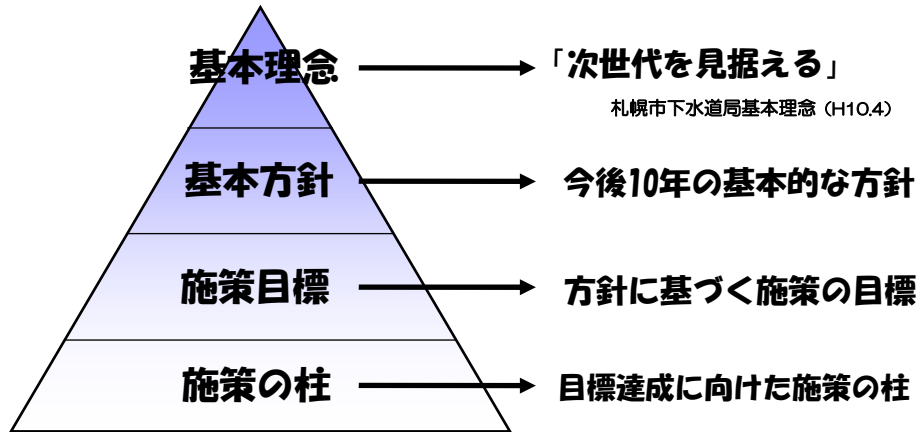 基本理念
「次世代を見据える」
札幌市下水道局基本理念（H10.4）
基本方針
今後10年の基本的な方針
施策目標
方針に基づく施策の目標
施策の柱
目標達成に向けた施策の柱